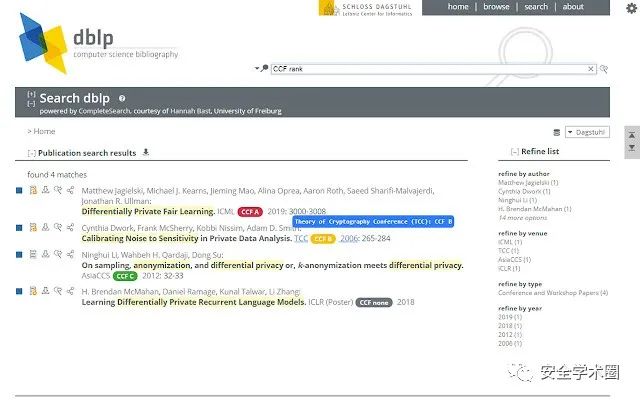 SCHLOSS DAGSTUHL
Leibniz Center for Informatics
home | browse | search | about
dblp
computer science bibliography
CCF rank
[+] Search dblp
[−] powered by CompleteSearch, courtesy of Hannah Bast, University of Freiburg
> Home
Dagstuhl
[−] Publication search results
found 4 matches
Matthew Jagielski, Michael J. Kearns, Jieming Mao, Alina Oprea, Aaron Roth, Saeed Sharifi-Malvajerdi,
Jonathan R. Ullman:
Differentially Private Fair Learning. ICML CCF A 2019: 3000-3008
Theory of Cryptography Conference (TCC): CCF B
Cynthia Dwork, Frank McSherry, Kobbi Nissim, Adam D. Smith:
Calibrating Noise to Sensitivity in Private Data Analysis. TCC CCF B 2006: 265-284
Ninghui Li, Wahbeh H. Qardaji, Dong Su:
On sampling, anonymization, and differential privacy or, k-anonymization meets differential privacy.
AsiaCCS CCF C 2012: 32-33
H. Brendan McMahan, Daniel Ramage, Kunal Talwar, Li Zhang:
Learning Differentially Private Recurrent Language Models. ICLR (Poster) CCF none 2018
[−] Refine list
refine by author
Matthew Jagielski (1)
Cynthia Dwork (1)
Ninghui Li (1)
H. Brendan McMahan (1)
14 more options
refine by venue
ICML (1)
TCC (1)
AsiaCCS (1)
ICLR (1)
refine by type
Conference and Workshop Papers (4)
refine by year
2019 (1)
2018 (1)
2012 (1)
2006 (1)
安全学术圈